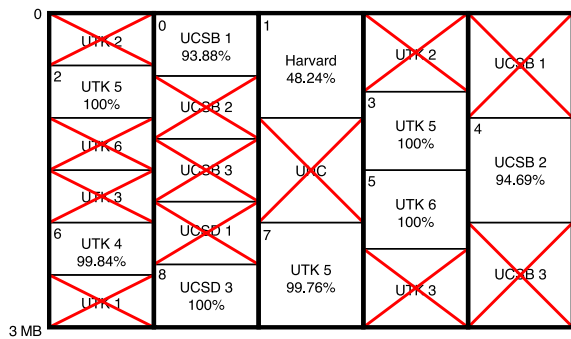 0
UTK 2
2
UTK 5
100%
UTK 6
UTK 3
6
UTK 4
99.84%
UTK 1
3 MB
0
UCSB 1
93.88%
UCSB 2
UCSB 3
UCSD 1
8
UCSD 3
100%
1
Harvard
48.24%
UNC
7
UTK 5
99.76%
UTK 2
3
UTK 5
100%
5
UTK 6
100%
UTK 3
UCSB 1
4
UCSB 2
94.69%
UCSB 3